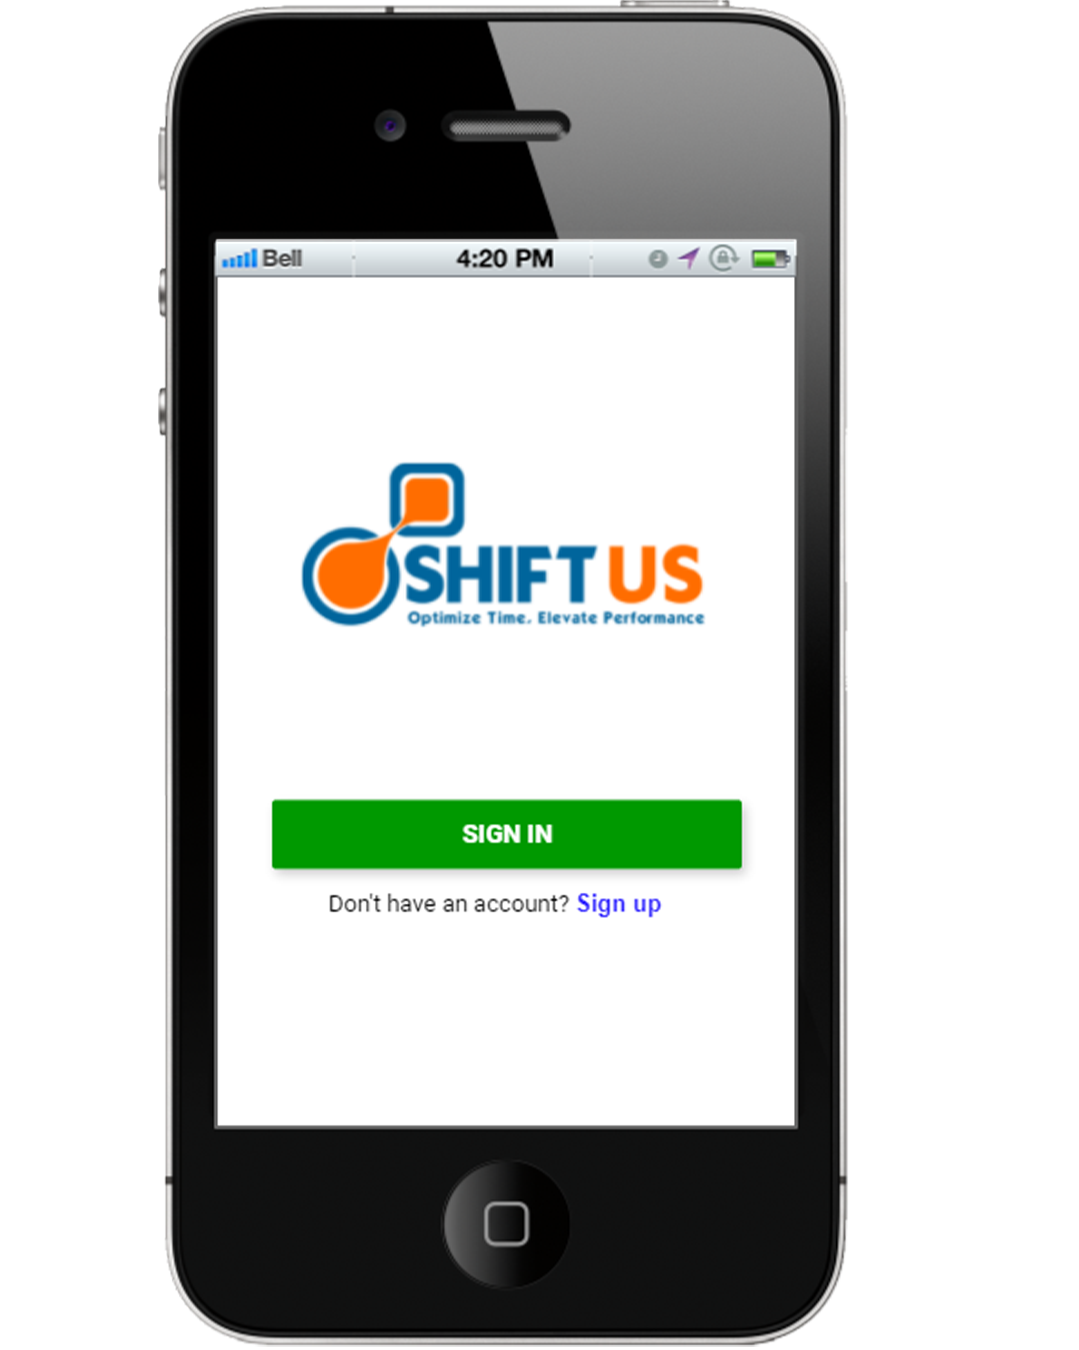 Bell 4:20 PM
SHIFT US
Optimize Time. Elevate Performance
SIGN IN
Don't have an account? Sign up